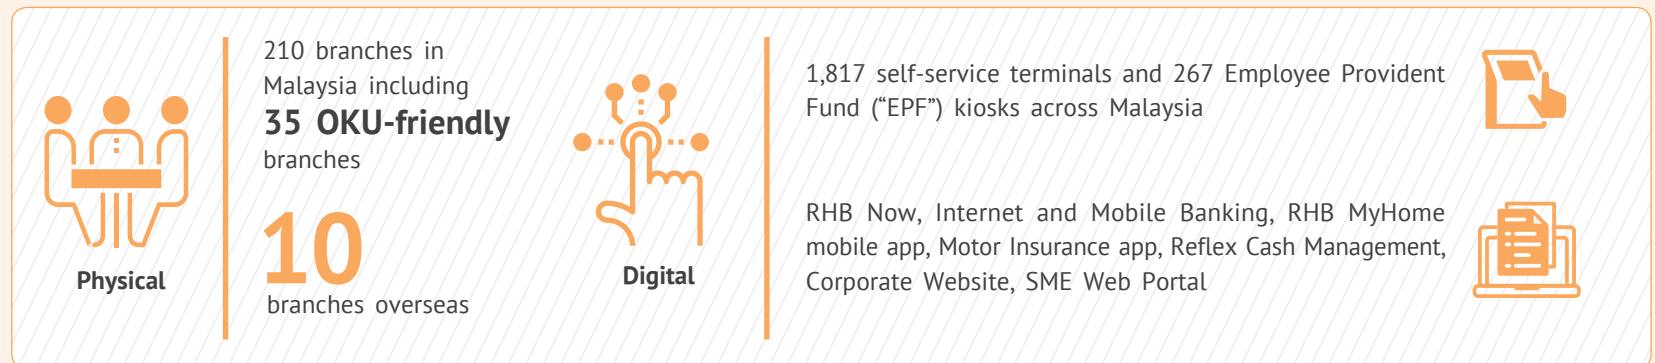 Physical
210 branches in
Malaysia including
35 OKU-friendly
branches
10
branches overseas
Digital
1,817 self-service terminals and 267 Employee Provident
Fund (“EPF”) kiosks across Malaysia
RHB Now, Internet and Mobile Banking, RHB MyHome
mobile app, Motor Insurance app, Reflex Cash Management,
Corporate Website, SME Web Portal